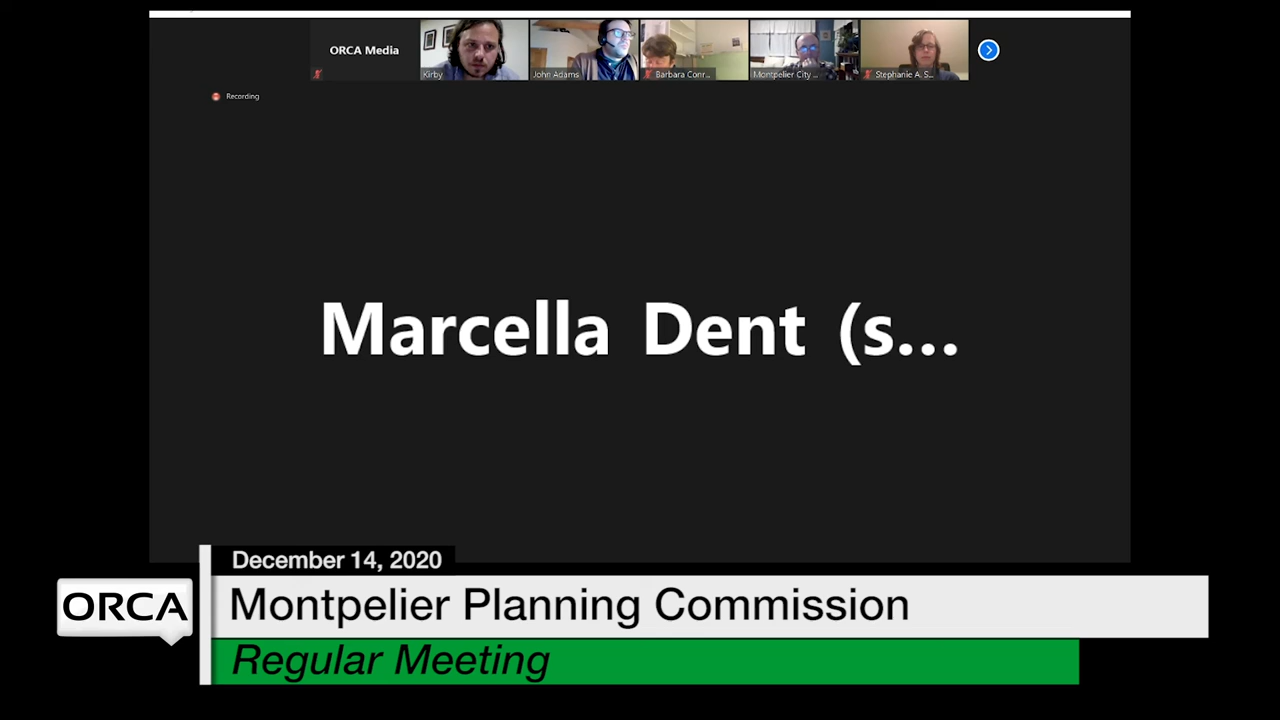 ORCA Media
Kirby
John Adams
Barbara Conr...
Montpelier City ...
Stephanie A. S...
Recording
Marcella Dent (s...
December 14, 2020
ORCA
Montpelier Planning Commission
Regular Meeting